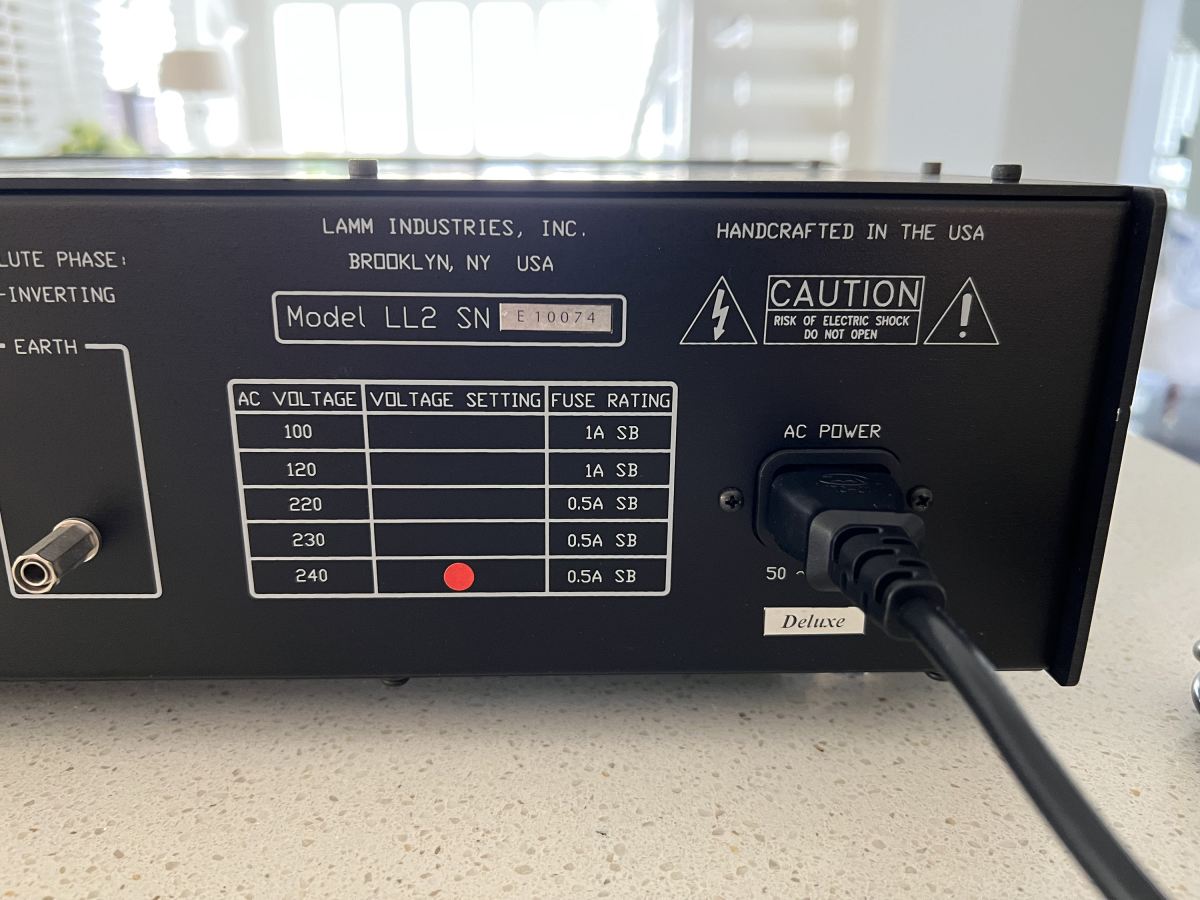 LUTE PHASE:
-INVERTING
EARTH
LAMM INDUSTRIES, INC.
BROOKLYN, NY USA
Model LL2 SN E10074
AC VOLTAGE VOLTAGE SETTING FUSE RATING
100 1A SB
120 1A SB
220 0.5A SB
230 0.5A SB
240 0.5A SB
HANDCRAFTED IN THE USA
CAUTION
RISK OF ELECTRIC SHOCK
DO NOT OPEN
AC POWER
50
Deluxe